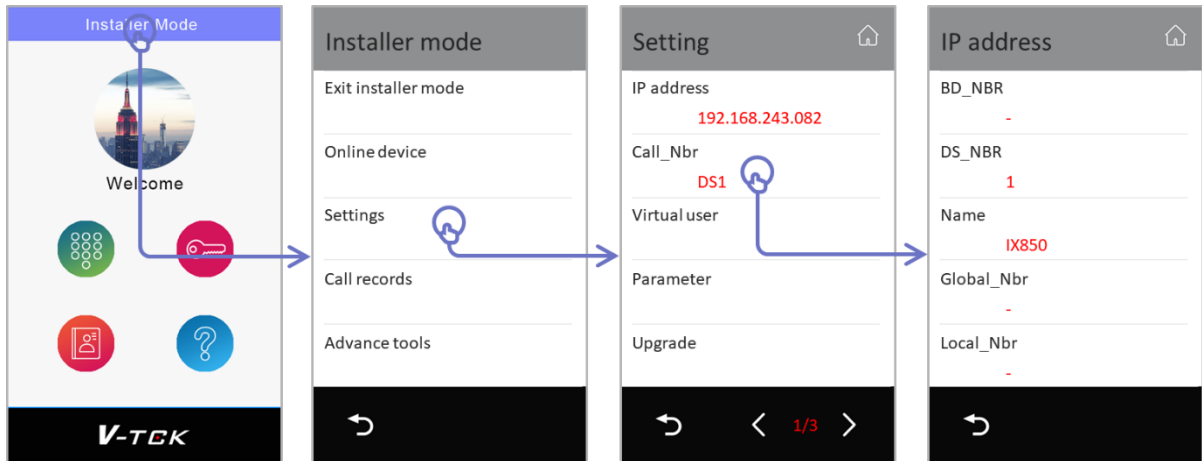 Installer Mode
Welcome
V-TEK
Installer mode
Exit installer mode
Online device
Settings
Call records
Advance tools
Setting
IP address
192.168.243.082
Call_Nbr
DS1
Virtual user
Parameter
Upgrade
1/3
IP address
BD_NBR
-
DS_NBR
1
Name
IX850
Global_Nbr
-
Local_Nbr
-